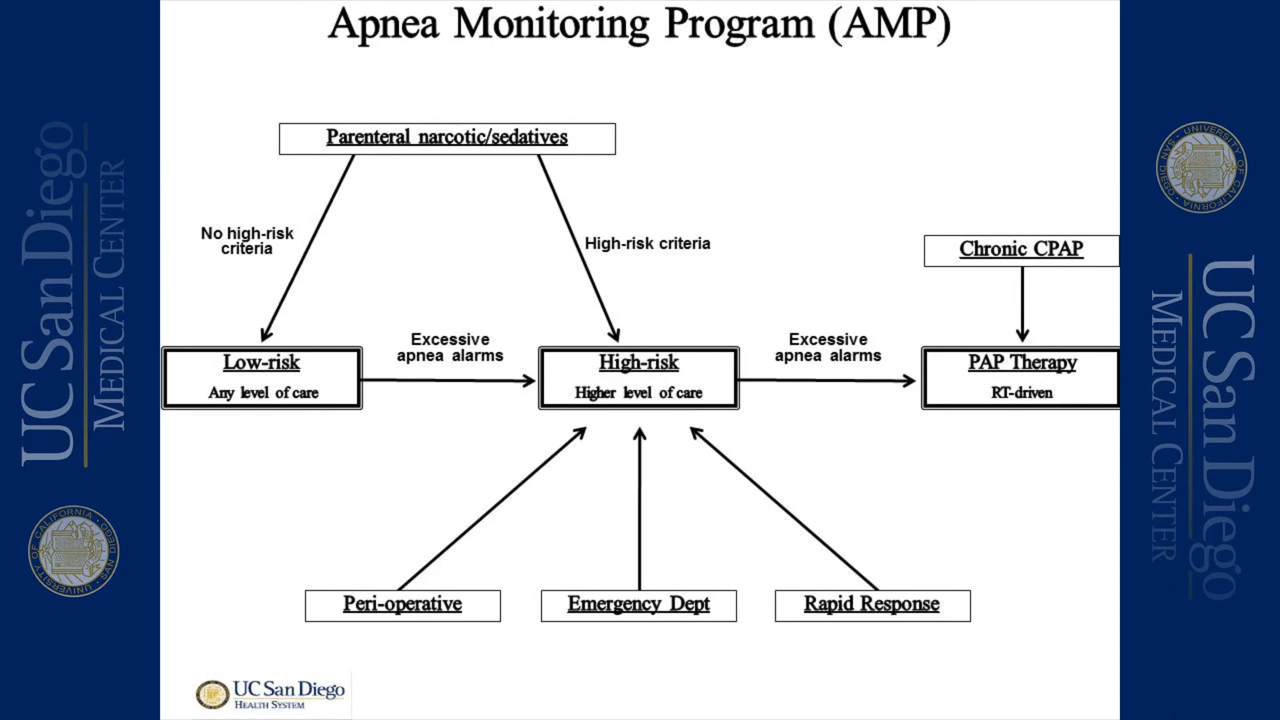 Apnea Monitoring Program (AMP)
Parenteral narcotic/sedatives
No high-risk
criteria
High-risk criteria
Chronic CPAP
Low-risk
Any level of care
Excessive
apnea alarms
High-risk
Higher level of care
Excessive
apnea alarms
PAP Therapy
RT-driven
Peri-operative
Emergency Dept
Rapid Response
UC San Diego
HEALTH SYSTEM
UC San Diego
MEDICAL CENTER
UC San Diego
MEDICAL CENTER